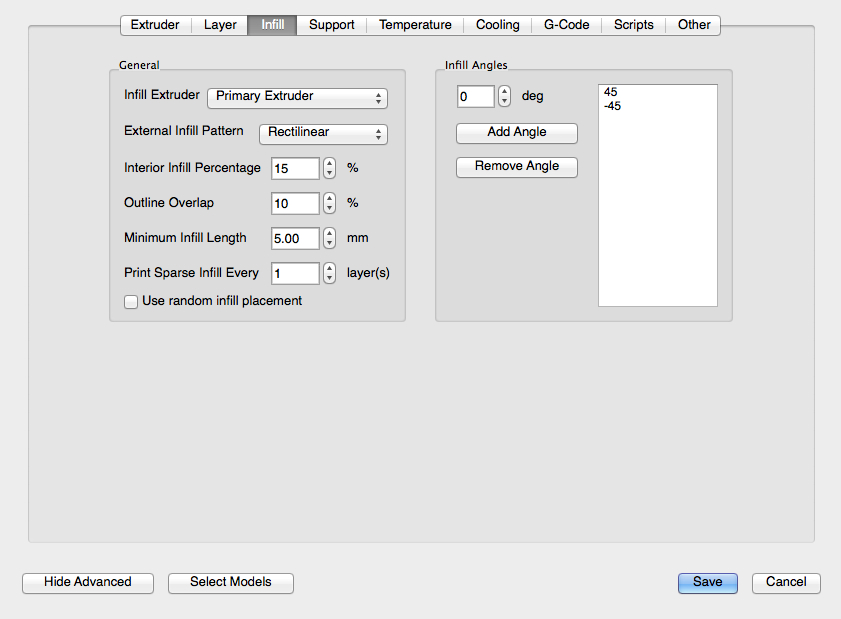 Extruder Layer Infill Support Temperature Cooling G-Code Scripts Other
General
Infill Extruder Primary Extruder
External Infill Pattern Rectilinear
Interior Infill Percentage 15 %
Outline Overlap 10 %
Minimum Infill Length 5.00 mm
Print Sparse Infill Every 1 layer(s)
Use random infill placement
Infill Angles
0 deg
Add Angle
Remove Angle
45
-45
Hide Advanced Select Models Save Cancel